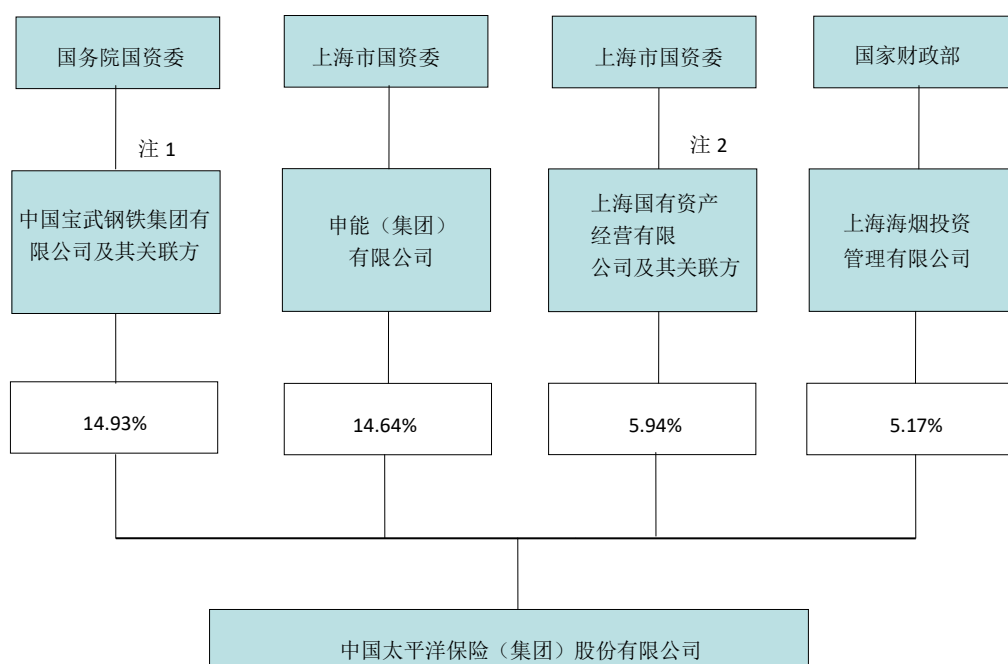 国务院国资委
上海市国资委
上海市国资委
国家财政部
注 1
注 2
中国宝武钢铁集团有
限公司及其关联方
申能（集团）
有限公司
上海国有资产
经营有限
公司及其关联方
上海海烟投资
管理有限公司
14.93%
14.64%
5.94%
5.17%
中国太平洋保险（集团）股份有限公司